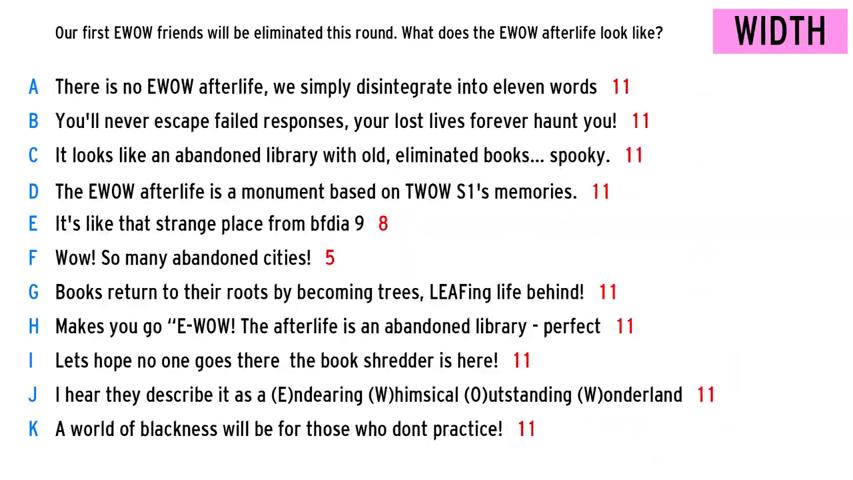 Our first EWOW friends will be eliminated this round. What does the EWOW afterlife look like?
WIDTH
A There is no EWOW afterlife, we simply disintegrate into eleven words 11
B You'll never escape failed responses, your lost lives forever haunt you! 11
C It looks like an abandoned library with old, eliminated books... spooky. 11
D The EWOW afterlife is a monument based on TWOW S1's memories. 11
E It's like that strange place from bfdia 9 8
F Wow! So many abandoned cities! 5
G Books return to their roots by becoming trees, LEAFing life behind! 11
H Makes you go “E-WOW! The afterlife is an abandoned library - perfect 11
I Lets hope no one goes there  the book shredder is here! 11
J I hear they describe it as a (E)ndearing (W)himsical (O)utstanding (W)onderland 11
K A world of blackness will be for those who dont practice! 11